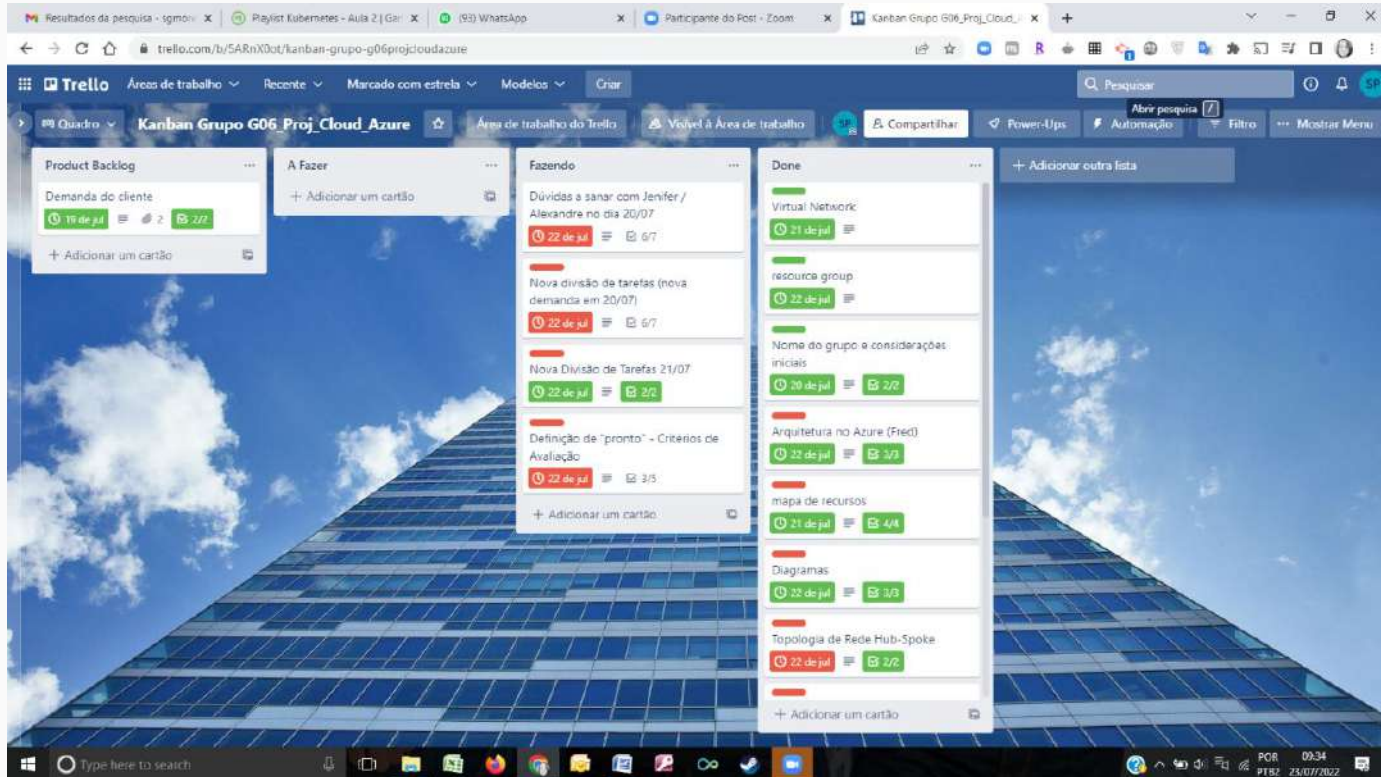 Resultados da pesquisa - sgmor
Playlist Kubernetes - Aula 2 | Gar
(93) WhatsApp
Participante do Post - Zoom
Kanban Grupo G06_Proj_Cloud_A
trello.com/b/5ARnX0ot/kanban-grupo-g06projcloudazure
Trello
Áreas de trabalho
Recente
Marcado com estrela
Modelos
Criar
Pesquisar
SP
Abrir pesquisa /
Quadro
Kanban Grupo G06_Proj_Cloud_Azure
Área de trabalho do Trello
Visível à Área de trabalho
SP
Compartilhar
Power-Ups
Automação
Filtro
Mostrar Menu
Product Backlog
Demanda do cliente
19 de jul 2 2/2
+ Adicionar um cartão
A Fazer
+ Adicionar um cartão
Fazendo
Dúvidas a sanar com Jenifer /
Alexandre no dia 20/07
22 de jul 6/7
Nova divisão de tarefas (nova
demanda em 20/07)
22 de jul 6/7
Nova Divisão de Tarefas 21/07
22 de jul 2/2
Definição de "pronto" - Criterios de
Avaliação
22 de jul 3/5
+ Adicionar um cartão
Done
Virtual Network
21 de jul
resource group
22 de jul
Nome do grupo e considerações
iniciais
20 de jul 2/2
Arquitetura no Azure (Fred)
22 de jul 3/3
mapa de recursos
21 de jul 4/4
Diagramas
22 de jul 3/3
Topologia de Rede Hub-Spoke
22 de jul 2/2
+ Adicionar um cartão
+ Adicionar outra lista
Type here to search
POR
PTB2
09:34
23/07/2022